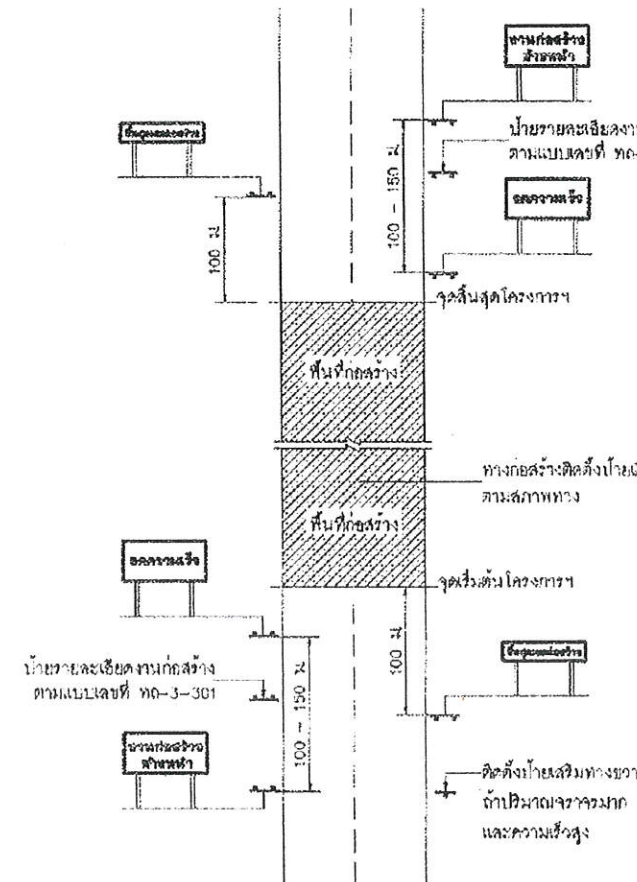 งานก่อสร้าง
ข้างหน้า
ป้ายรายละเอียดงาน
ตามแบบเลขที่ ทถ-
สิ้นสุดเขตก่อสร้าง
100 - 150 ม.
ลดความเร็ว
100 ม.
จุดสิ้นสุดโครงการฯ
พื้นที่ก่อสร้าง
ทางก่อสร้างติดตั้งป้าย
ตามสภาพทาง
พื้นที่ก่อสร้าง
ลดความเร็ว
จุดเริ่มต้นโครงการฯ
100 ม.
สิ้นสุดเขตก่อสร้าง
ป้ายรายละเอียดงานก่อสร้าง
ตามแบบเลขที่ ทถ-3-301
100 - 150 ม.
งานก่อสร้าง
ข้างหน้า
ติดตั้งป้ายเสริมทางขวา
ถ้าปริมาณจราจรมาก
และความเร็วสูง